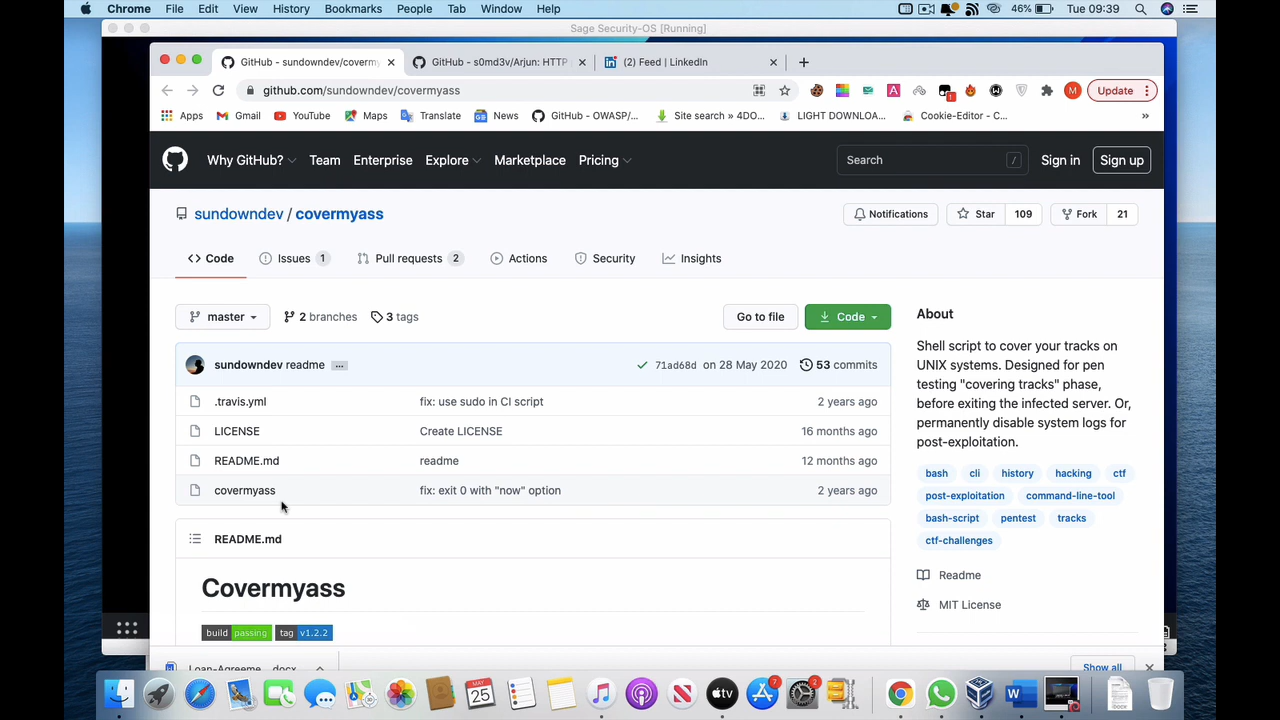 Chrome File Edit View History Bookmarks People Tab Window Help 46% Tue 09:39
Sage Security-OS [Running]
GitHub - sundowndev/coverm GitHub - s0md3v/Arjun: HTTP (2) Feed | LinkedIn
github.com/sundowndev/covermyass Update
Apps Gmail YouTube Maps Translate News GitHub - OWASP/... Site search » 4DO... LIGHT DOWNLOA... Cookie-Editor - C... »
Why GitHub? Team Enterprise Explore Marketplace Pricing Search / Sign in Sign up
sundowndev / covermyass Notifications Star 109 Fork 21
Code Issues 1 Pull requests 2 Actions Security Insights
master 2 branches 3 tags Go to file Code
sundowndev readme ... 71ad68d on 28 May 53 commits
.travis.yml fix: use sudo in CI script 2 years ago
LICENSE Create LICENSE 16 months ago
README.md readme 12 months ago
covermyass fix: exit 0 when 2 years ago
README.md
Covermyass
build passing tag v1.2.2
About
Shell script to cover your tracks on
UNIX systems. Designed for pen
testing "covering tracks" phase,
before exiting the infected server. Or,
permanently disable system logs for
post-exploitation.
bash cli history hacking ctf
post-exploitation command-line-tool
bash-script pentest tracks
ctf-challenges
Readme
MIT License
Loan-Agreeme....docx Show all
2